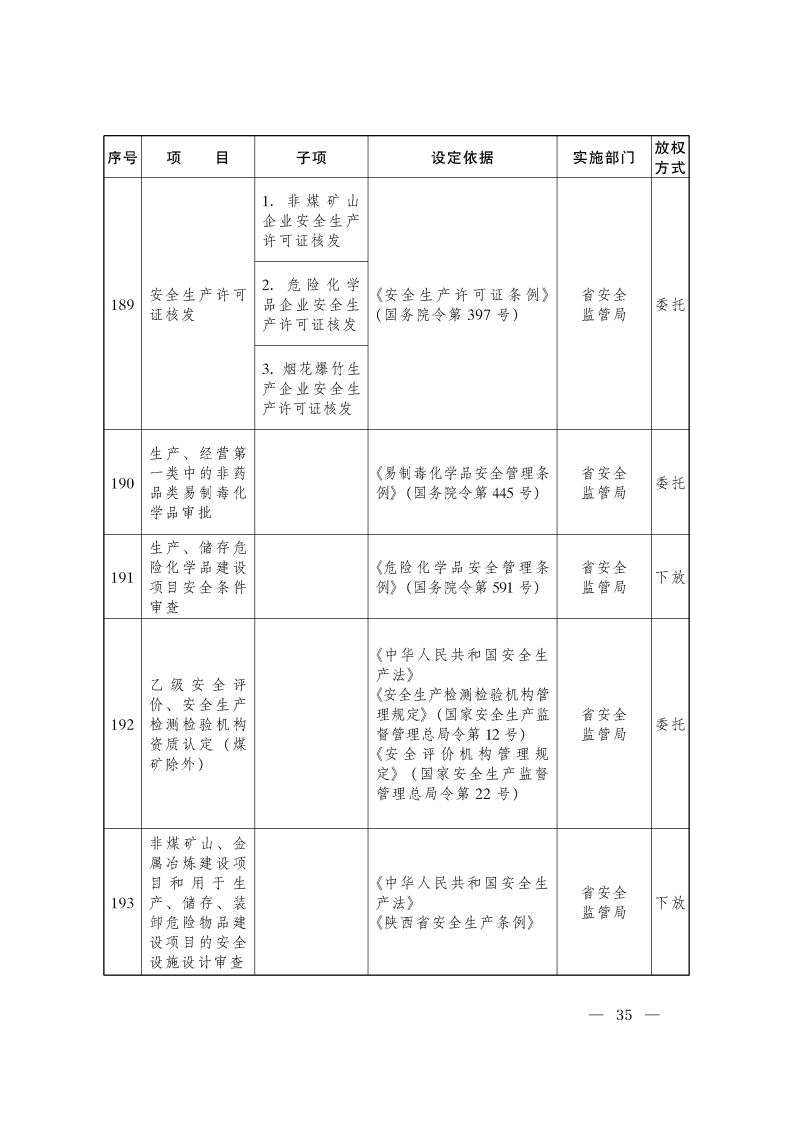 序号 项 目 子项 设定依据 实施部门 放权方式
189
安全生产许可
证核发
1. 非煤矿山
企业安全生产
许可证核发
2. 危险化学
品企业安全生
产许可证核发
3. 烟花爆竹生
产企业安全生
产许可证核发
《安全生产许可证条例》
（国务院令第 397 号）
省安全
监管局
委托
190
生产、经营第
一类中的非药
品类易制毒化
学品审批
《易制毒化学品安全管理条
例》（国务院令第 445 号）
省安全
监管局
委托
191
生产、储存危
险化学品建设
项目安全条件
审查
《危险化学品安全管理条
例》（国务院令第 591 号）
省安全
监管局
下放
192
乙级安全评
价、安全生产
检测检验机构
资质认定（煤
矿除外）
《中华人民共和国安全生
产法》
《安全生产检测检验机构管
理规定》（国家安全生产监
督管理总局令第 12 号）
《安全评价机构管理规
定》（国家安全生产监督
管理总局令第 22 号）
省安全
监管局
委托
193
非煤矿山、金
属冶炼建设项
目和用于生
产、储存、装
卸危险物品建
设项目的安全
设施设计审查
《中华人民共和国安全生
产法》
《陕西省安全生产条例》
省安全
监管局
下放
— 35 —